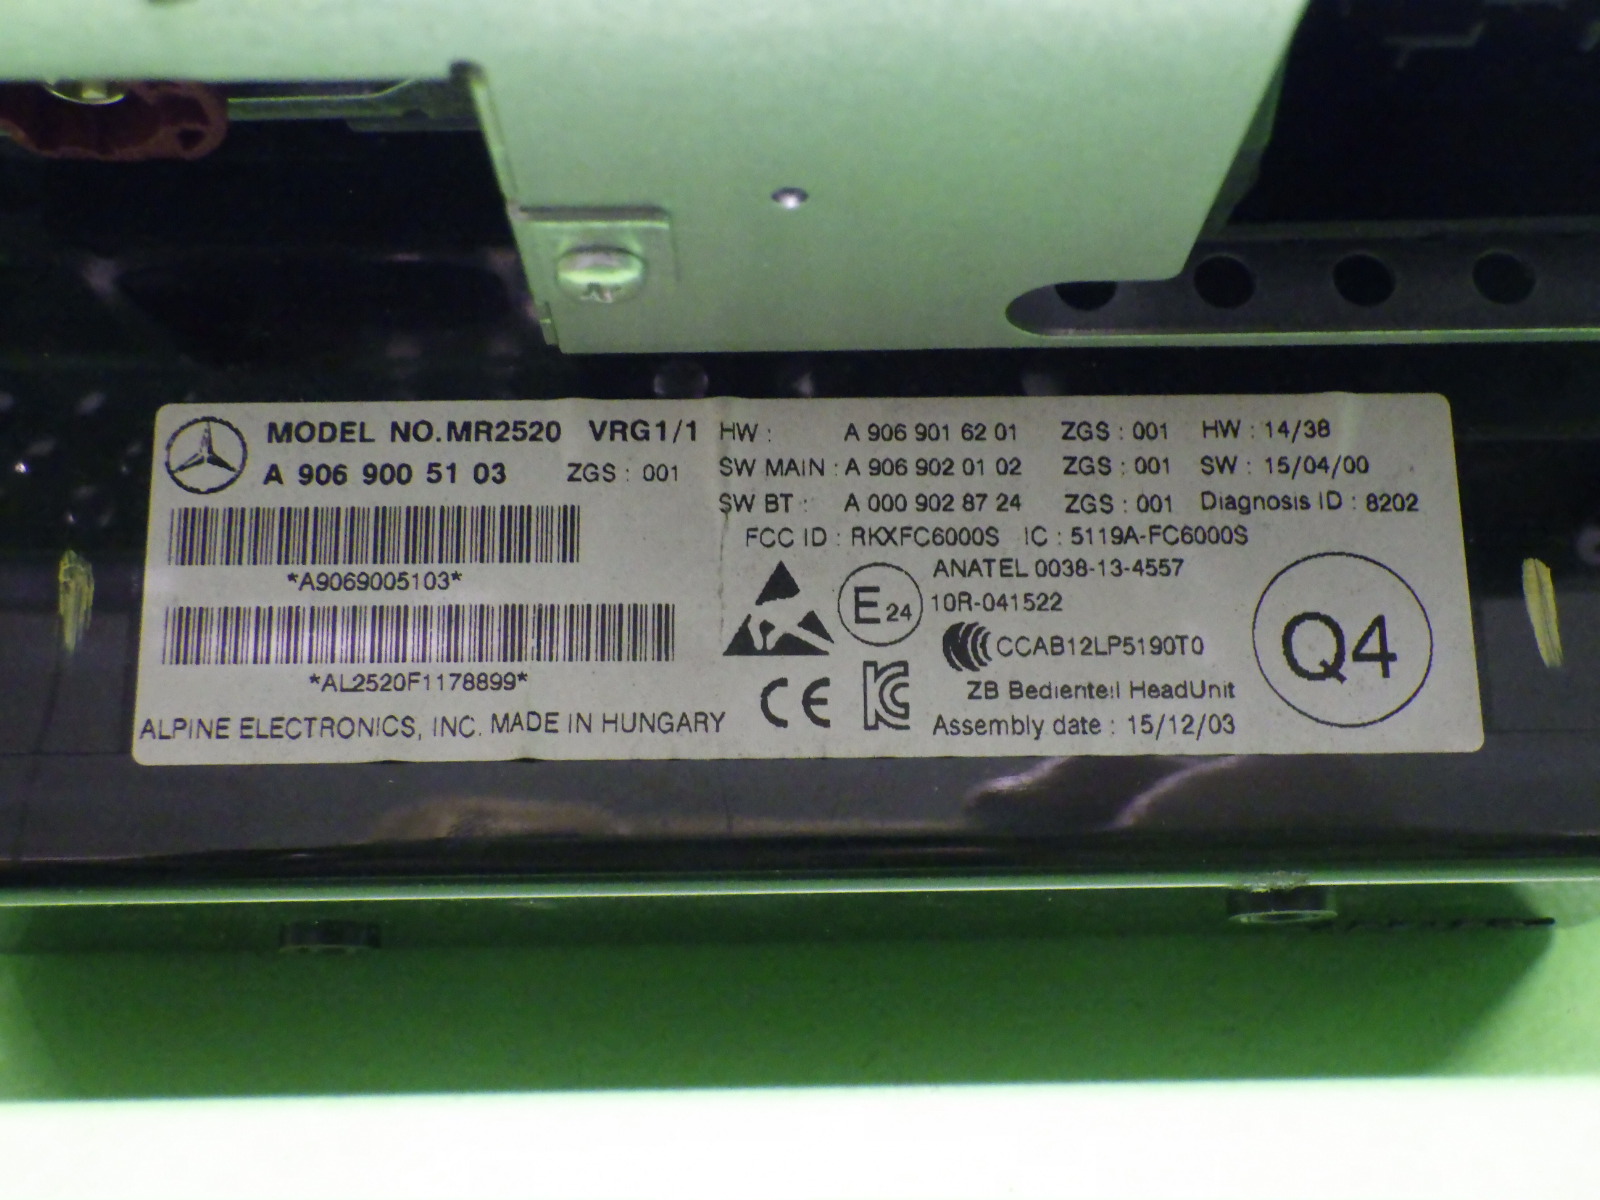 MODEL NO.MR2520 VRG1/1
A 906 900 51 03 ZGS : 001
*A9069005103*
*AL2520F1178899*
ALPINE ELECTRONICS, INC. MADE IN HUNGARY
HW : A 906 901 62 01 ZGS : 001 HW : 14/38
SW MAIN : A 906 902 01 02 ZGS : 001 SW : 15/04/00
SW BT : A 000 902 87 24 ZGS : 001 Diagnosis ID : 8202
FCC ID : RKXFC6000S IC : 5119A-FC6000S
ANATEL 0038-13-4557
E24 10R-041522
CCAB12LP5190T0
ZB Bedienteil HeadUnit
CE Assembly date : 15/12/03
Q4